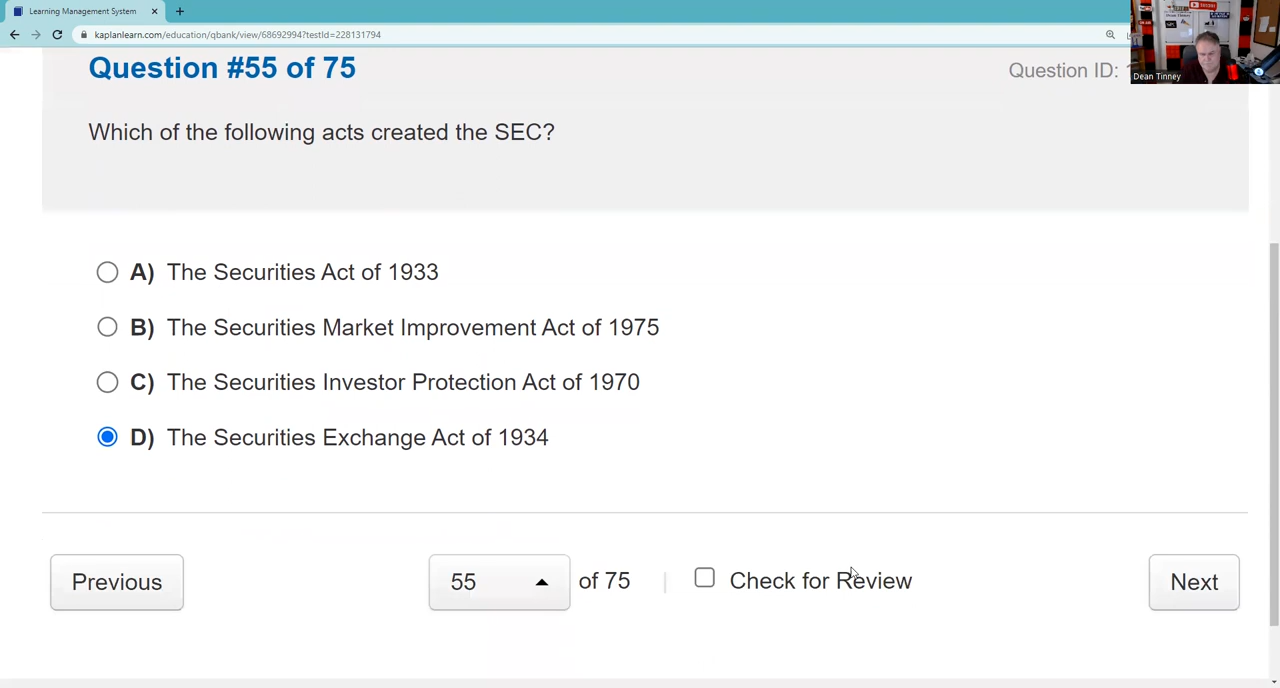 Learning Management System
kaplanlearn.com/education/qbank/view/68692994?testId=228131794
Dean Tinney
Question #55 of 75
Question ID:
Which of the following acts created the SEC?
A) The Securities Act of 1933
B) The Securities Market Improvement Act of 1975
C) The Securities Investor Protection Act of 1970
D) The Securities Exchange Act of 1934
Previous
55
of 75
Check for Review
Next